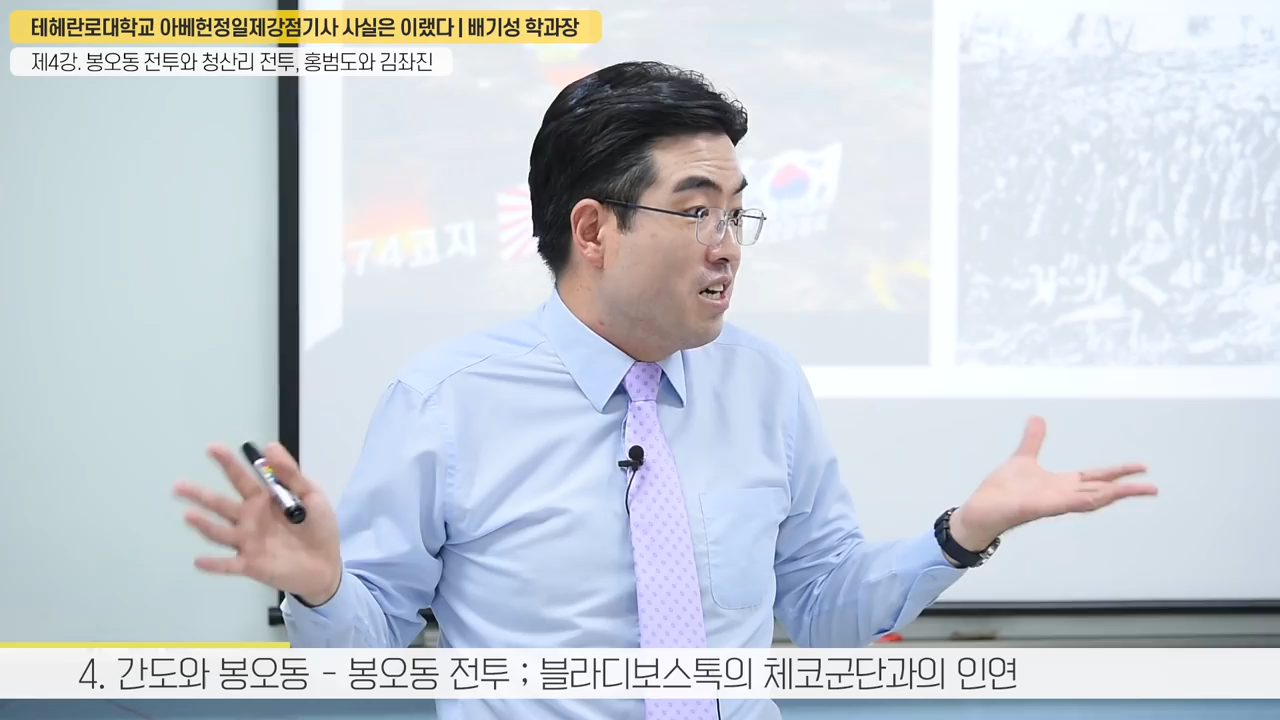 테헤란로대학교 아베헌정일제강점기사 사실은 이랬다 | 배기성 학과장
제4강. 봉오동 전투와 청산리 전투, 홍범도와 김좌진
74고지
4. 간도와 봉오동 - 봉오동 전투 ; 블라디보스톡의 체코군단과의 인연